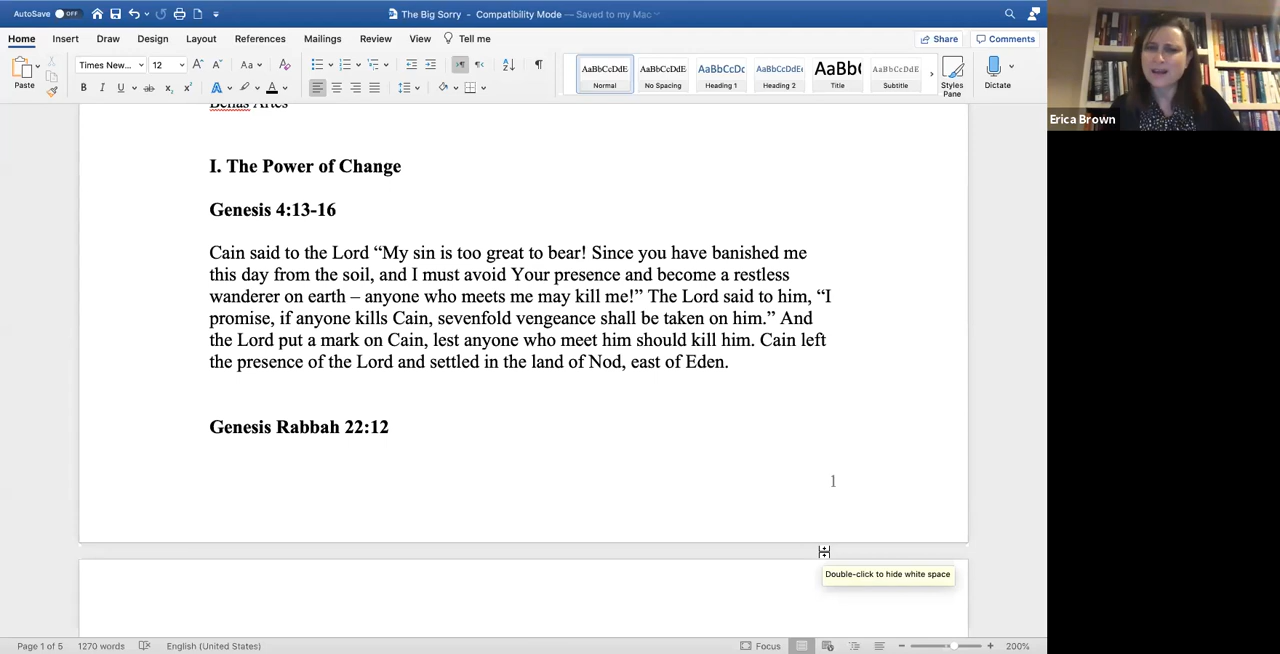 AutoSave OFF The Big Sorry - Compatibility Mode — Saved to my Mac
Home Insert Draw Design Layout References Mailings Review View Tell me Share Comments
Paste Times New... 12 Aa
AaBbCcDdE AaBbCcDdE AaBbCcDc AaBbCcDdE AaBb( AaBbCcDdE
Normal No Spacing Heading 1 Heading 2 Title Subtitle Styles Pane Dictate
Erica Brown
I. The Power of Change
Genesis 4:13-16
Cain said to the Lord “My sin is too great to bear! Since you have banished me
this day from the soil, and I must avoid Your presence and become a restless
wanderer on earth – anyone who meets me may kill me!” The Lord said to him, “I
promise, if anyone kills Cain, sevenfold vengeance shall be taken on him.” And
the Lord put a mark on Cain, lest anyone who meet him should kill him. Cain left
the presence of the Lord and settled in the land of Nod, east of Eden.
Genesis Rabbah 22:12
1
Double-click to hide white space
Page 1 of 5 1270 words English (United States) Focus 200%